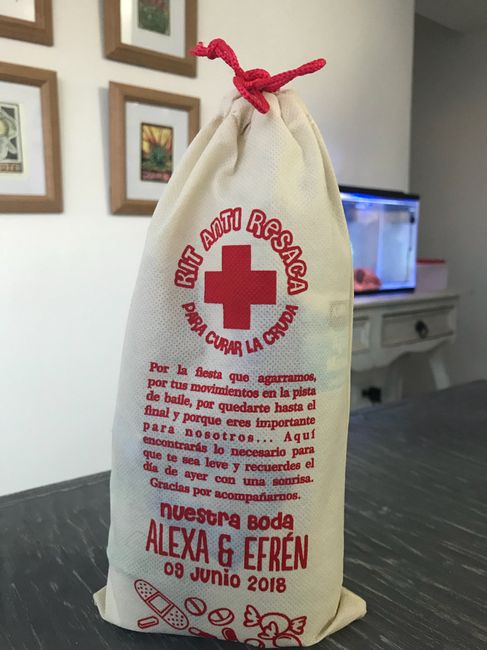 Kit Anti Resaca
Para curar la cruda
Por la fiesta que agarramos,
por tus movimientos en la pista
de baile, por quedarte hasta el
final y porque eres importante
para nosotros... Aquí
encontrarás lo necesario para
que te sea leve y recuerdes el
día de ayer con una sonrisa.
Gracias por acompañarnos.
nuestra Boda
ALEXA & EFRÉN
09 Junio 2018